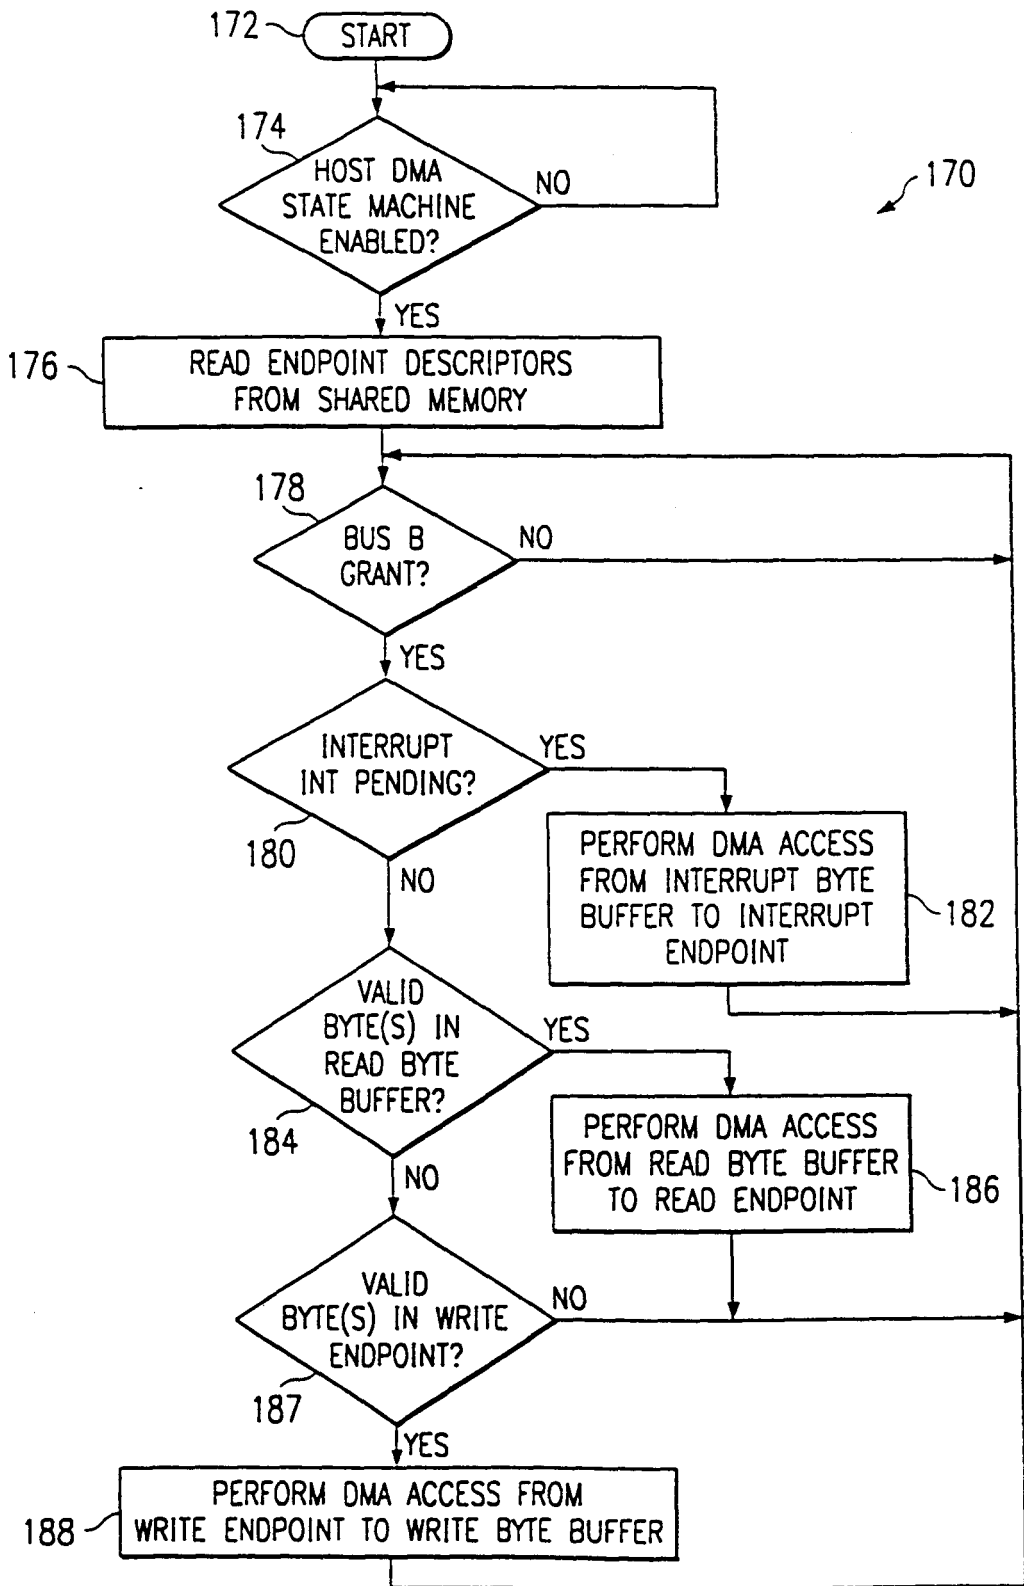 172
START
174
HOST DMA
STATE MACHINE
ENABLED?
NO
170
YES
176
READ ENDPOINT DESCRIPTORS
FROM SHARED MEMORY
178
BUS B
GRANT?
NO
YES
INTERRUPT
INT PENDING?
YES
180
NO
PERFORM DMA ACCESS
FROM INTERRUPT BYTE
BUFFER TO INTERRUPT
ENDPOINT
182
VALID
BYTE(S) IN
READ BYTE
BUFFER?
YES
184
NO
PERFORM DMA ACCESS
FROM READ BYTE BUFFER
TO READ ENDPOINT
186
VALID
BYTE(S) IN WRITE
ENDPOINT?
NO
187
YES
188
PERFORM DMA ACCESS FROM
WRITE ENDPOINT TO WRITE BYTE BUFFER